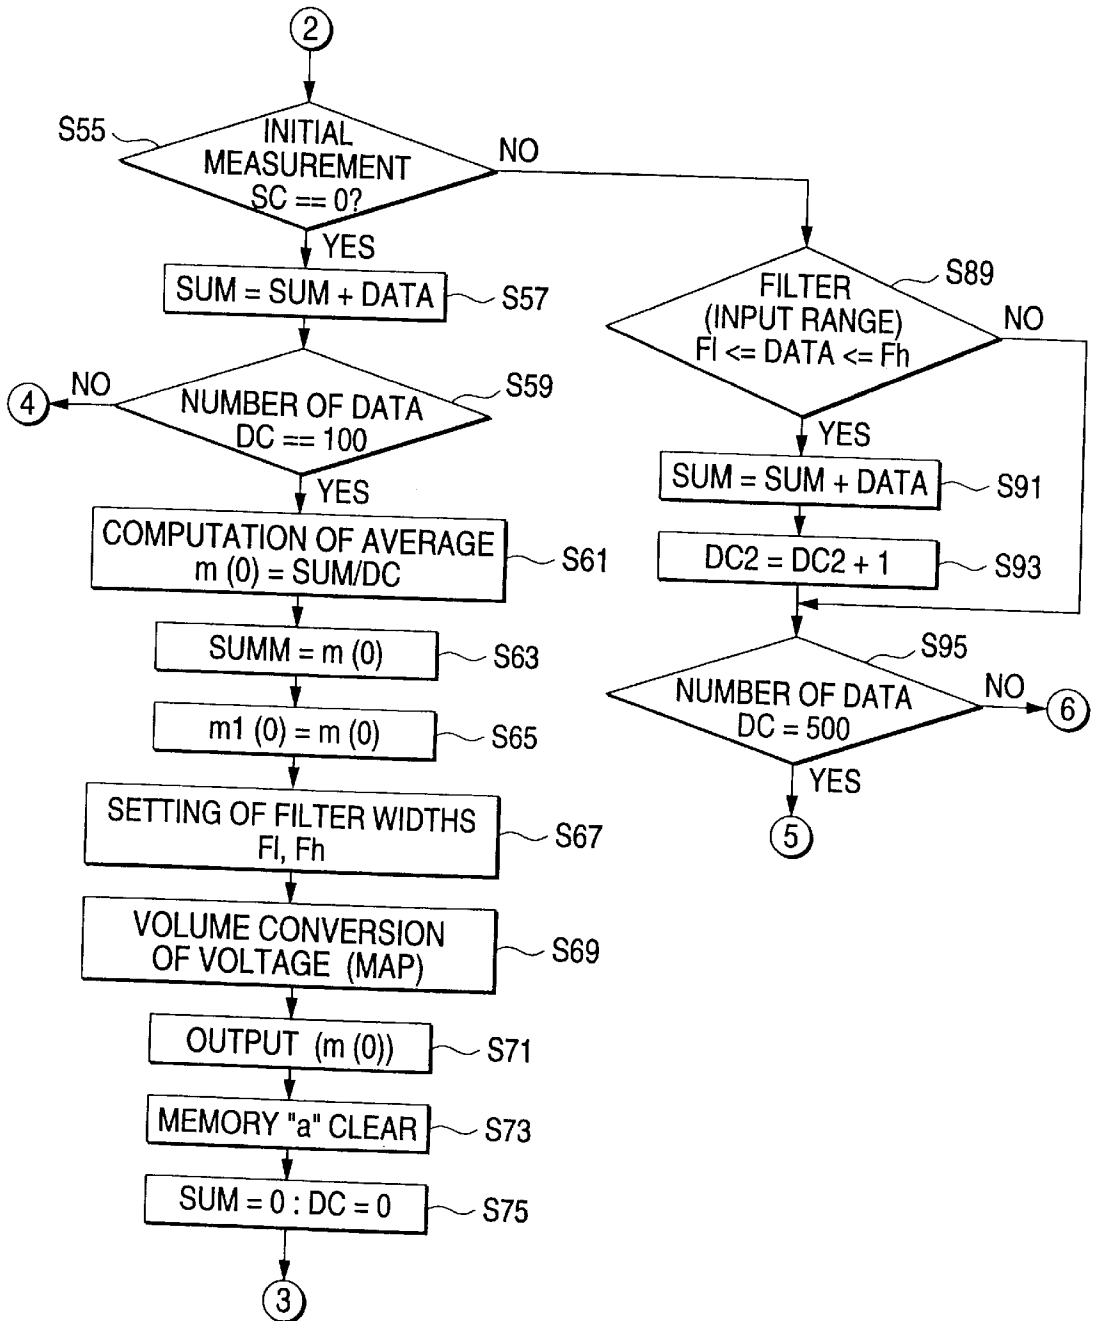 2
S55
INITIAL
MEASUREMENT
SC == 0?
NO
YES
SUM = SUM + DATA
S57
NO
4
NUMBER OF DATA
DC == 100
S59
YES
COMPUTATION OF AVERAGE
m (0) = SUM/DC
S61
SUMM = m (0)
S63
m1 (0) = m (0)
S65
SETTING OF FILTER WIDTHS
Fl, Fh
S67
VOLUME CONVERSION
OF VOLTAGE (MAP)
S69
OUTPUT (m (0))
S71
MEMORY "a" CLEAR
S73
SUM = 0 : DC = 0
S75
3
FILTER
(INPUT RANGE)
Fl <= DATA <= Fh
S89
NO
YES
SUM = SUM + DATA
S91
DC2 = DC2 + 1
S93
S95
NUMBER OF DATA
DC = 500
NO
6
YES
5